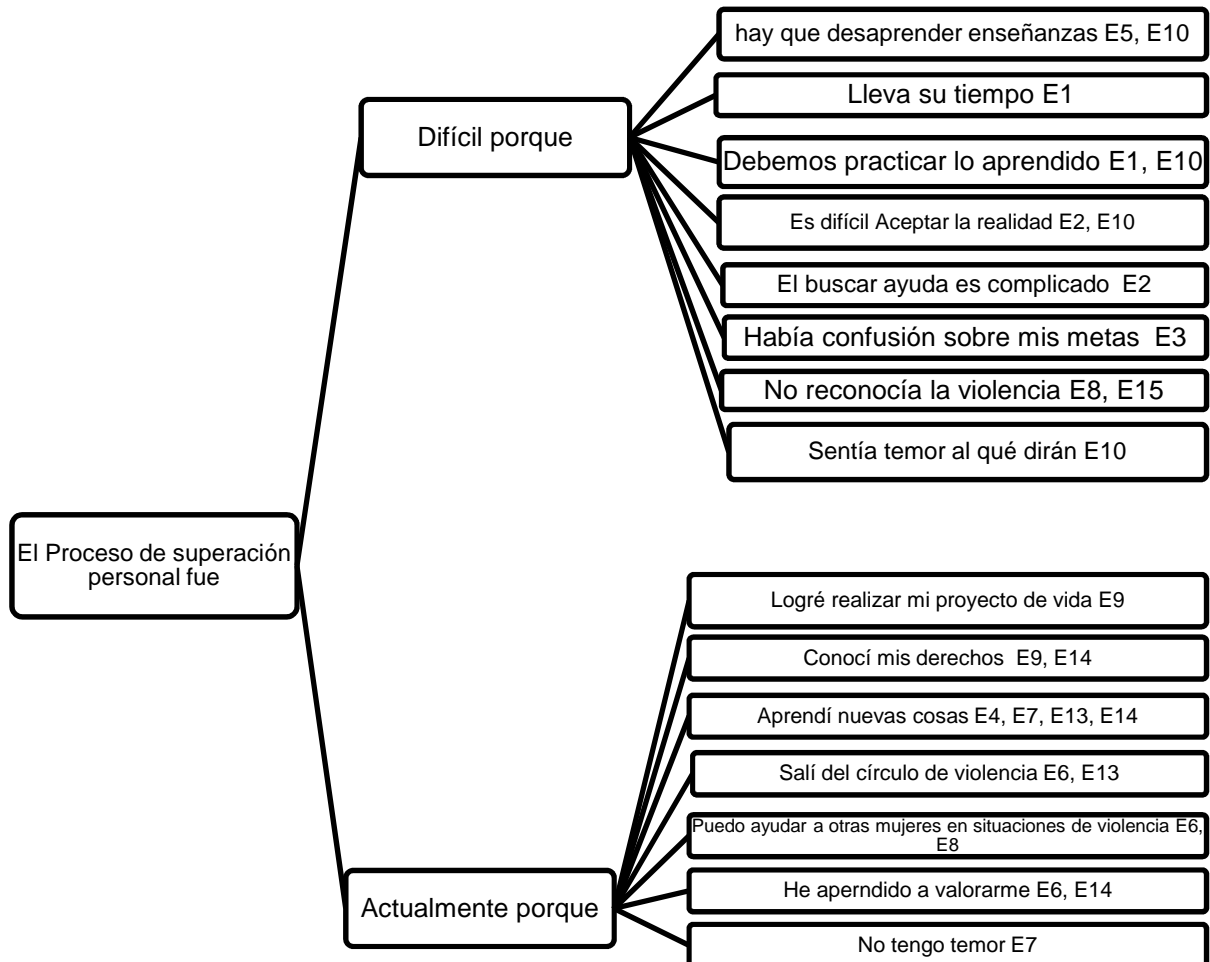 hay que desaprender enseñanzas E5, E10
Lleva su tiempo E1
Difícil porque
Debemos practicar lo aprendido E1, E10
Es difícil Aceptar la realidad E2, E10
El buscar ayuda es complicado E2
Había confusión sobre mis metas E3
No reconocía la violencia E8, E15
Sentía temor al qué dirán E10
El Proceso de superación
personal fue
Logré realizar mi proyecto de vida E9
Conocí mis derechos E9, E14
Aprendí nuevas cosas E4, E7, E13, E14
Salí del círculo de violencia E6, E13
Puedo ayudar a otras mujeres en situaciones de violencia E6,
E8
Actualmente porque
He aperndido a valorarme E6, E14
No tengo temor E7